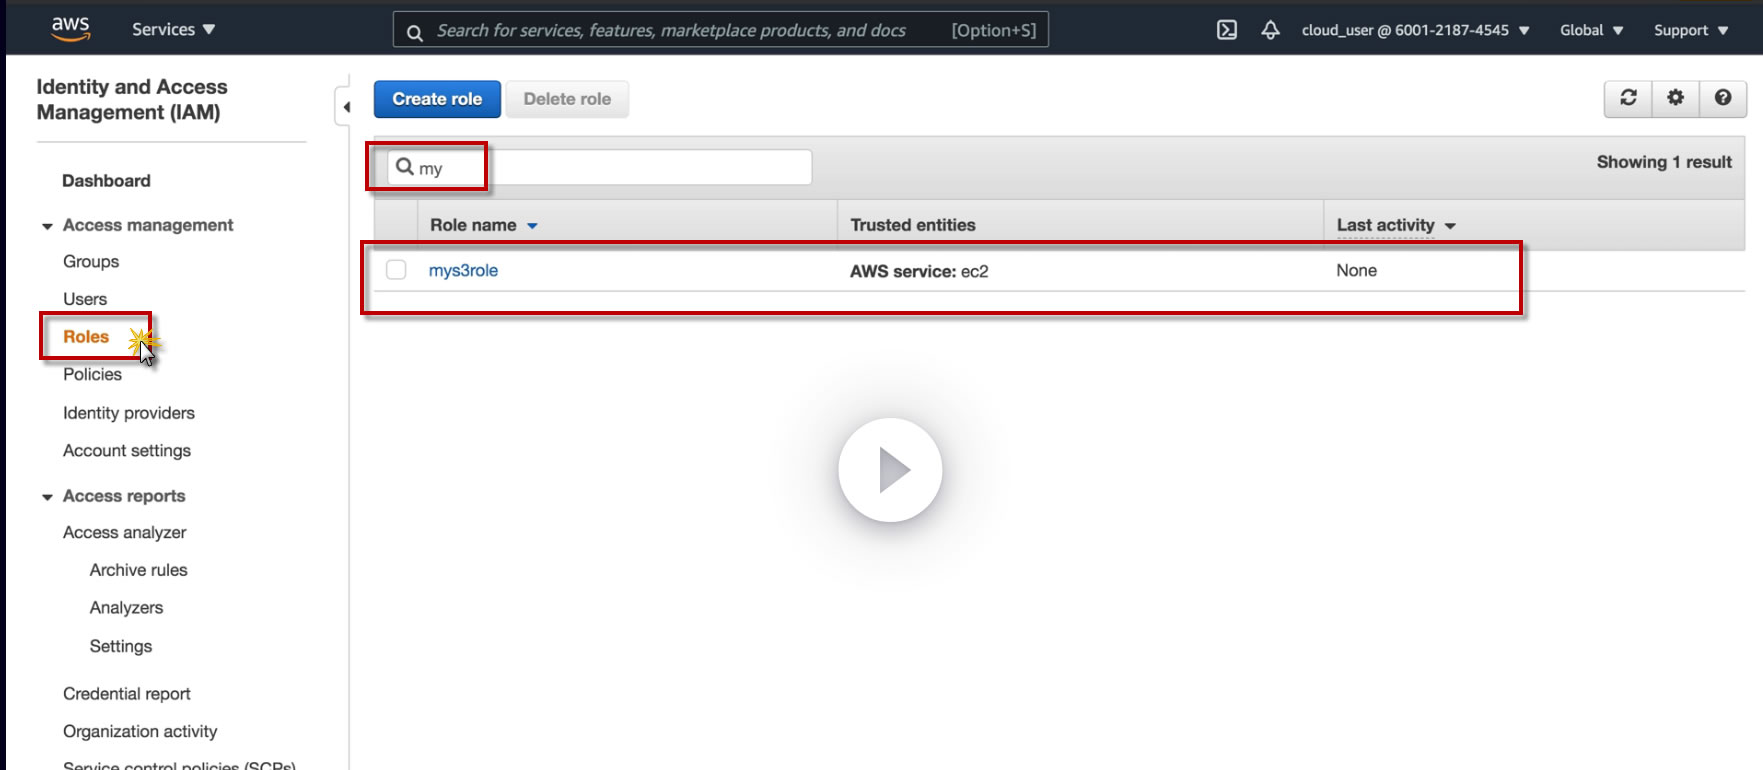 aws Services Search for services, features, marketplace products, and docs [Option+S] cloud_user @ 6001-2187-4545 Global Support
Identity and Access
Management (IAM)
Dashboard
Access management
Groups
Users
Roles
Policies
Identity providers
Account settings
Access reports
Access analyzer
Archive rules
Analyzers
Settings
Credential report
Organization activity
Service control policies (SCPs)
Create role Delete role
my Showing 1 result
Role name Trusted entities Last activity
mys3role AWS service: ec2 None